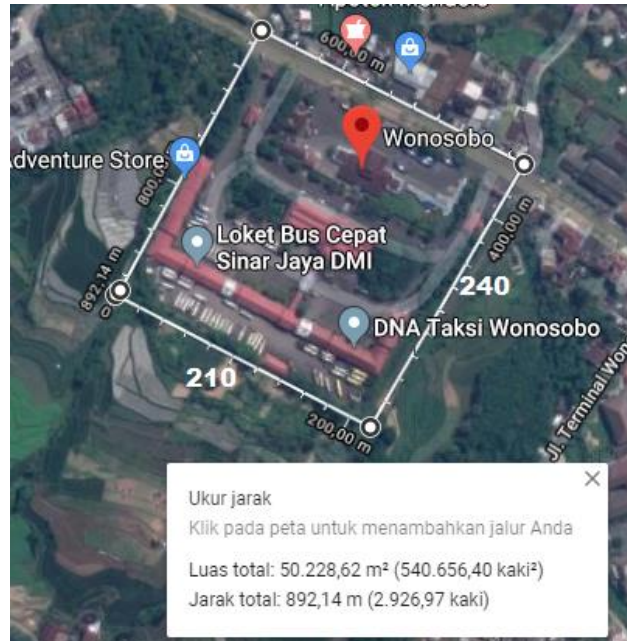 600,00 m
Wonosobo
Adventure Store
800,00
400,00 m
Loket Bus Cepat
Sinar Jaya DMI
892,14 m
0
240
DNA Taksi Wonosobo
210
200,00 m
Jl. Terminal Won
Ukur jarak
Klik pada peta untuk menambahkan jalur Anda
Luas total: 50.228,62 m² (540.656,40 kaki²)
Jarak total: 892,14 m (2.926,97 kaki)